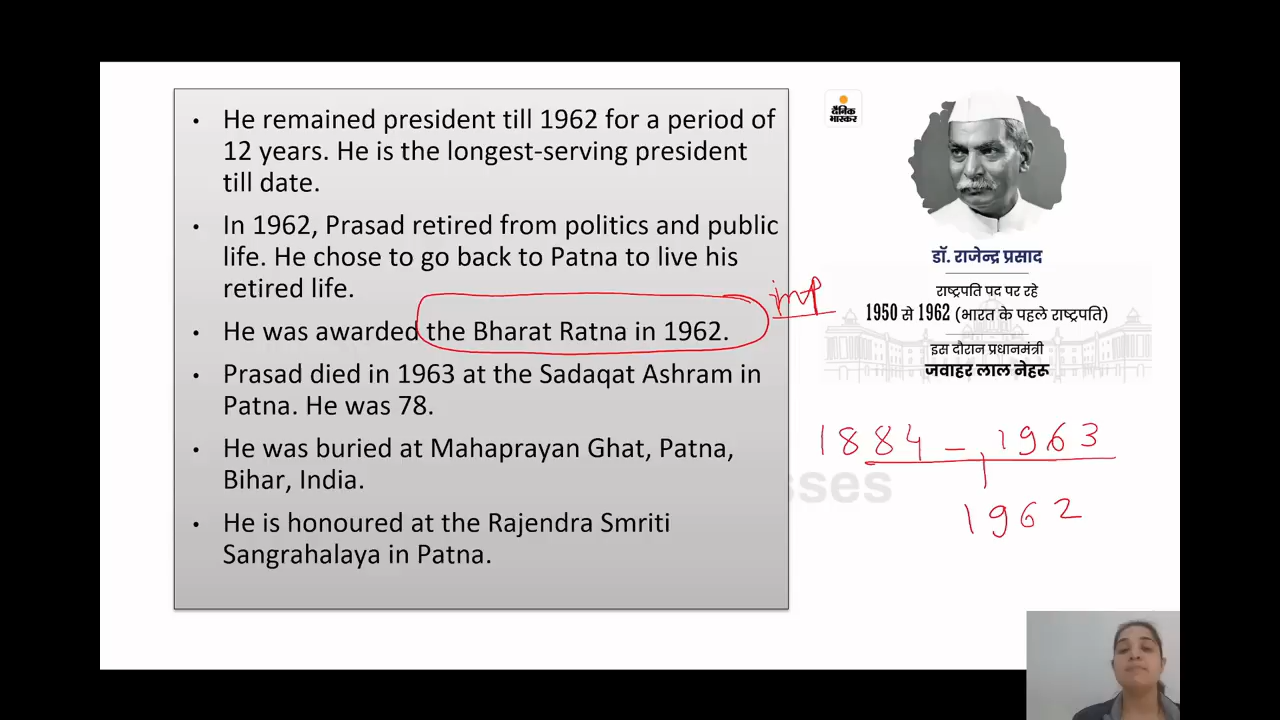 • He remained president till 1962 for a period of
12 years. He is the longest-serving president
till date.
• In 1962, Prasad retired from politics and public
life. He chose to go back to Patna to live his
retired life.
• He was awarded the Bharat Ratna in 1962.
• Prasad died in 1963 at the Sadaqat Ashram in
Patna. He was 78.
• He was buried at Mahaprayan Ghat, Patna,
Bihar, India.
• He is honoured at the Rajendra Smriti
Sangrahalaya in Patna.
imp
दैनिक
भास्कर
डॉ. राजेन्द्र प्रसाद
राष्ट्रपति पद पर रहे
1950 से 1962 (भारत के पहले राष्ट्रपति)
इस दौरान प्रधानमंत्री
जवाहर लाल नेहरू
1884 – 1963
1962